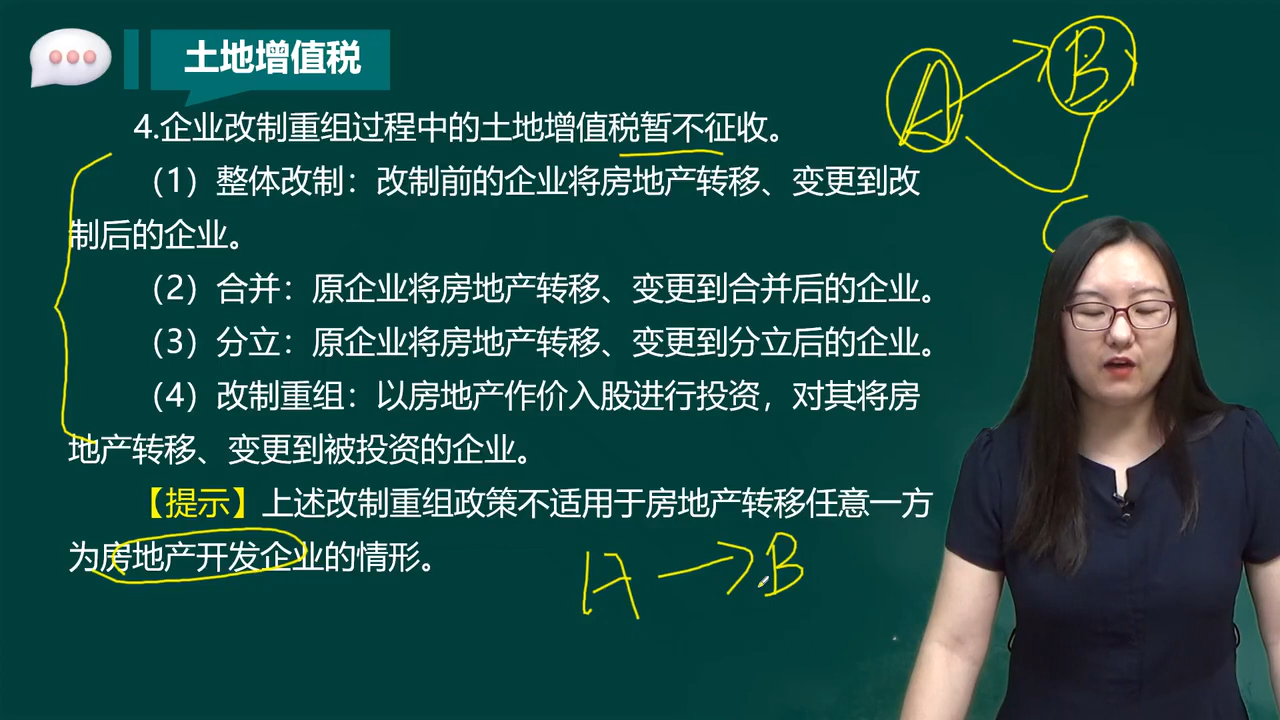 土地增值税
4.企业改制重组过程中的土地增值税暂不征收。
（1）整体改制：改制前的企业将房地产转移、变更到改
制后的企业。
（2）合并：原企业将房地产转移、变更到合并后的企业。
（3）分立：原企业将房地产转移、变更到分立后的企业。
（4）改制重组：以房地产作价入股进行投资，对其将房
地产转移、变更到被投资的企业。
【提示】上述改制重组政策不适用于房地产转移任意一方
为房地产开发企业的情形。
A → B
A → B